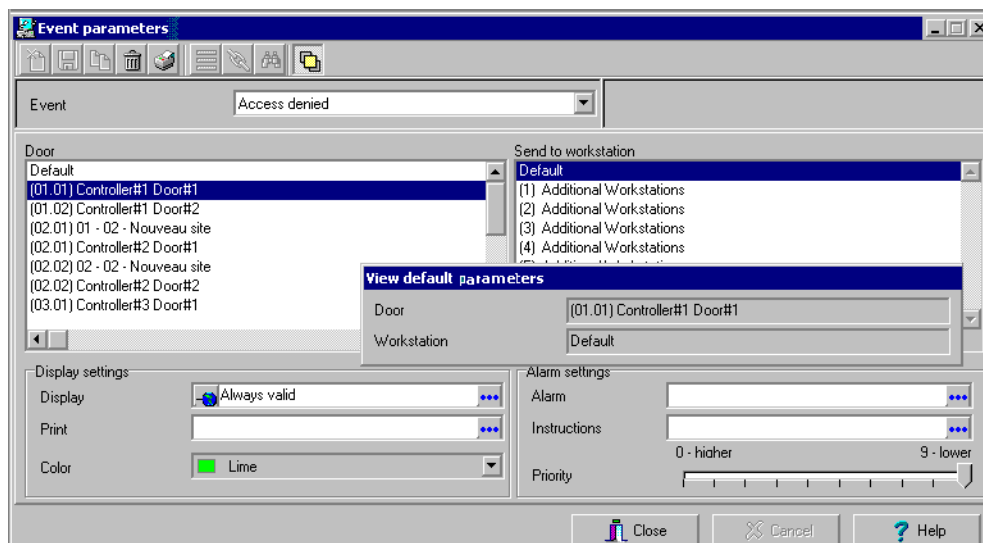 Event parameters
Event
Access denied
Door
Default
(01.01) Controller#1 Door#1
(01.02) Controller#1 Door#2
(02.01) 01 - 02 - Nouveau site
(02.01) Controller#2 Door#1
(02.02) 02 - 02 - Nouveau site
(02.02) Controller#2 Door#2
(03.01) Controller#3 Door#1
Send to workstation
Default
(1) Additional Workstations
(2) Additional Workstations
(3) Additional Workstations
(4) Additional Workstations
View default parameters
Door
(01.01) Controller#1 Door#1
Workstation
Default
Display settings
Display
Always valid
Print
Color
Lime
Alarm settings
Alarm
Instructions
0 - higher
9 - lower
Priority
Close
Cancel
Help